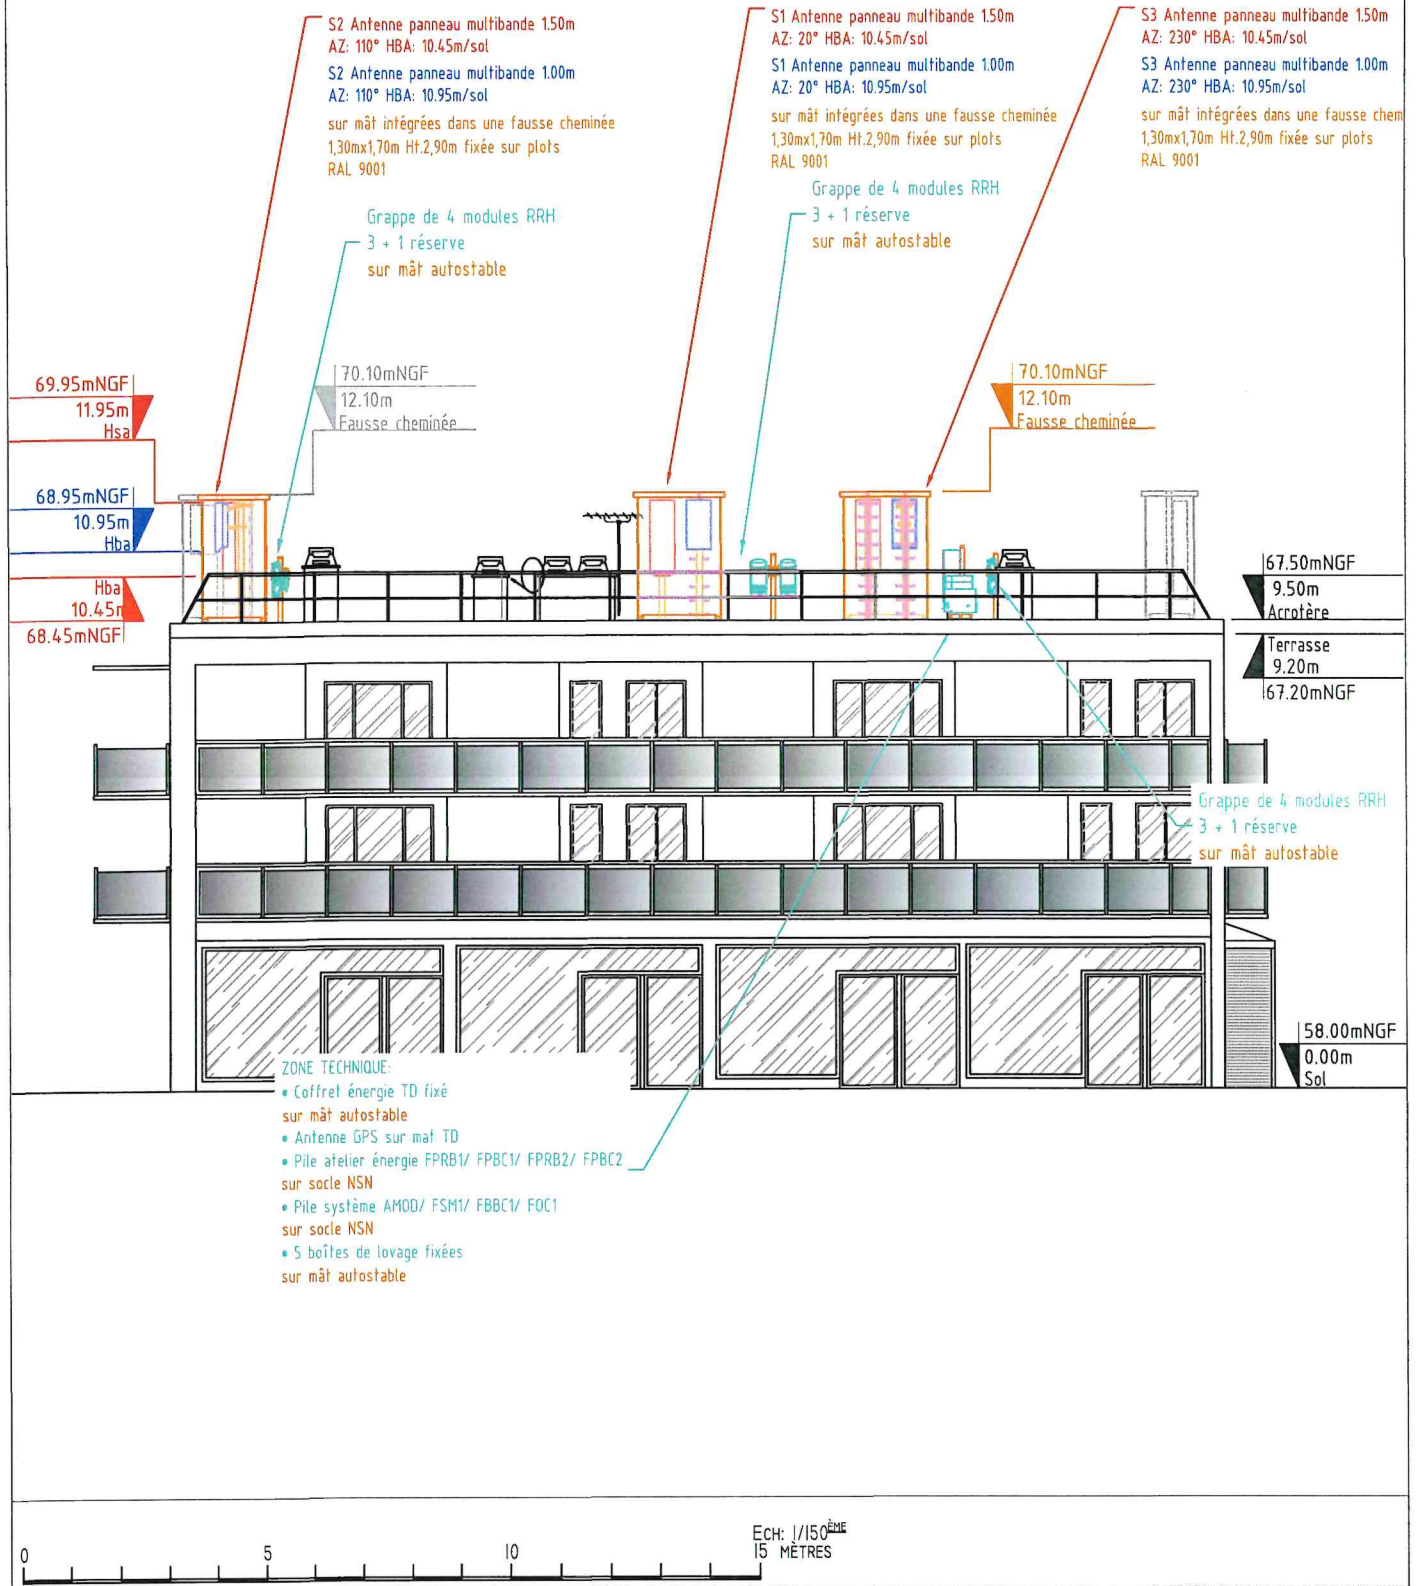 S2 Antenne panneau multibande 1.50m
AZ: 110° HBA: 10.45m/sol
S2 Antenne panneau multibande 1.00m
AZ: 110° HBA: 10.95m/sol
sur mât intégrées dans une fausse cheminée
1,30mx1,70m Ht.2,90m fixée sur plots
RAL 9001
Grappe de 4 modules RRH
3 + 1 réserve
sur mât autostable
S1 Antenne panneau multibande 1.50m
AZ: 20° HBA: 10.45m/sol
S1 Antenne panneau multibande 1.00m
AZ: 20° HBA: 10.95m/sol
sur mât intégrées dans une fausse cheminée
1,30mx1,70m Ht.2,90m fixée sur plots
RAL 9001
Grappe de 4 modules RRH
3 + 1 réserve
sur mât autostable
S3 Antenne panneau multibande 1.50m
AZ: 230° HBA: 10.45m/sol
S3 Antenne panneau multibande 1.00m
AZ: 230° HBA: 10.95m/sol
sur mât intégrées dans une fausse chem
1,30mx1,70m Ht.2,90m fixée sur plots
RAL 9001
69.95mNGF
11.95m
Hsa
70.10mNGF
12.10m
Fausse cheminée
70.10mNGF
12.10m
Fausse cheminée
68.95mNGF
10.95m
Hba
Hba
10.45m
68.45mNGF
67.50mNGF
9.50m
Acrotère
Terrasse
9.20m
67.20mNGF
Grappe de 4 modules RRH
3 + 1 réserve
sur mât autostable
58.00mNGF
0.00m
Sol
ZONE TECHNIQUE:
• Coffret énergie TD fixé
sur mât autostable
• Antenne GPS sur mat TD
• Pile atelier énergie FPRB1/ FPBC1/ FPRB2/ FPBC2
sur socle NSN
• Pile système AMOD/ FSM1/ FBBC1/ FOC1
sur socle NSN
• 5 boîtes de lovage fixées
sur mât autostable
ECH: 1/150ÈME
0 5 10 15 MÈTRES